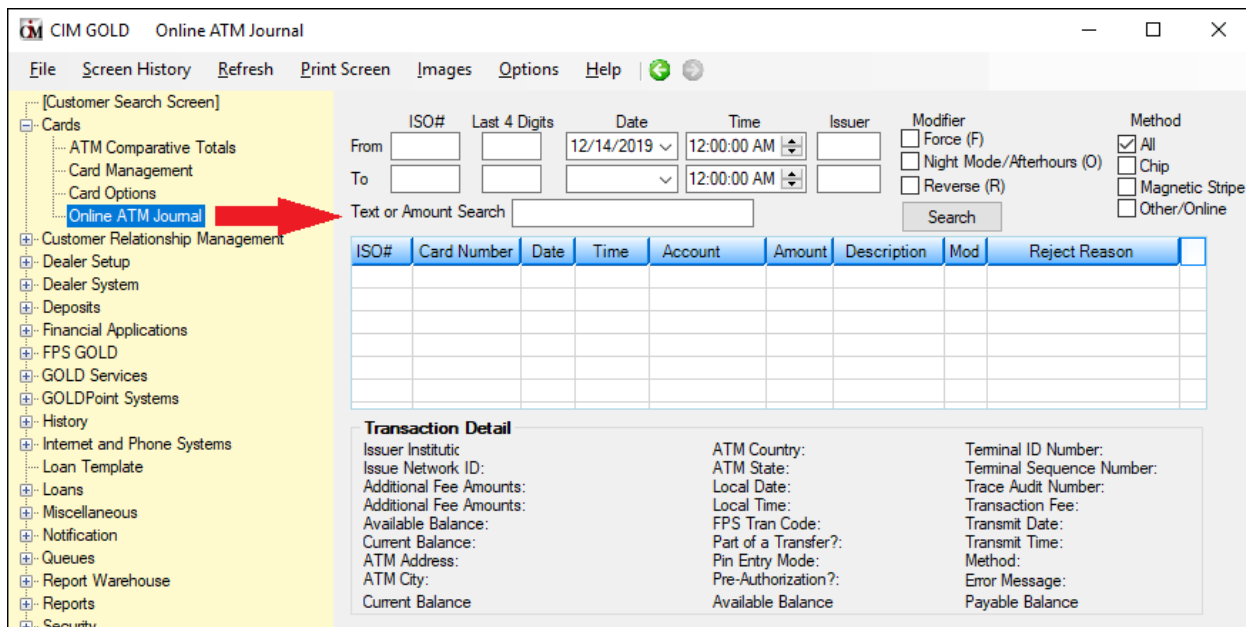 CIM CIM GOLD Online ATM Journal
File Screen History Refresh Print Screen Images Options Help
[Customer Search Screen]
Cards
ATM Comparative Totals
Card Management
Card Options
Online ATM Journal
Customer Relationship Management
Dealer Setup
Dealer System
Deposits
Financial Applications
FPS GOLD
GOLD Services
GOLDPoint Systems
History
Internet and Phone Systems
Loan Template
Loans
Miscellaneous
Notification
Queues
Report Warehouse
Reports
Security
ISO# Last 4 Digits Date Time Issuer Modifier Method
From 12/14/2019 12:00:00 AM Force (F) All
Night Mode/Afterhours (O) Chip
To 12:00:00 AM Reverse (R) Magnetic Stripe
Text or Amount Search Search Other/Online
ISO# Card Number Date Time Account Amount Description Mod Reject Reason
Transaction Detail
Issuer Institutic ATM Country: Terminal ID Number:
Issue Network ID: ATM State: Terminal Sequence Number:
Additional Fee Amounts: Local Date: Trace Audit Number:
Additional Fee Amounts: Local Time: Transaction Fee:
Available Balance: FPS Tran Code: Transmit Date:
Current Balance: Part of a Transfer?: Transmit Time:
ATM Address: Pin Entry Mode: Method:
ATM City: Pre-Authorization?: Error Message:
Current Balance Available Balance Payable Balance